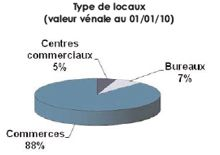 Type de locaux
(valeur vénale au 01/01/10)
Centres
commerciaux
5%
Bureaux
7%
Commerces
88%